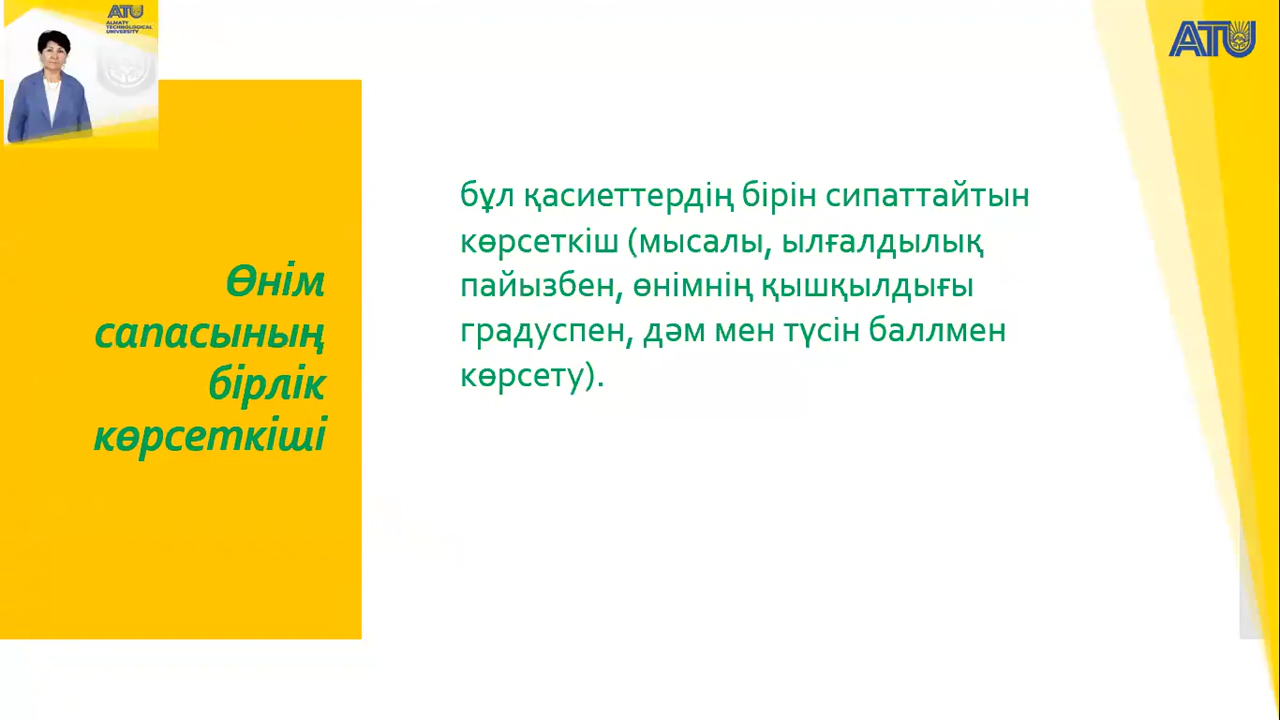 ATU
ALMATY
TECHNOLOGICAL
UNIVERSITY
ATU
Өнім
сапасының
бірлік
көрсеткіші
бұл қасиеттердің бірін сипаттайтын
көрсеткіш (мысалы, ылғалдылық
пайызбен, өнімнің қышқылдығы
градуспен, дәм мен түсін баллмен
көрсету).